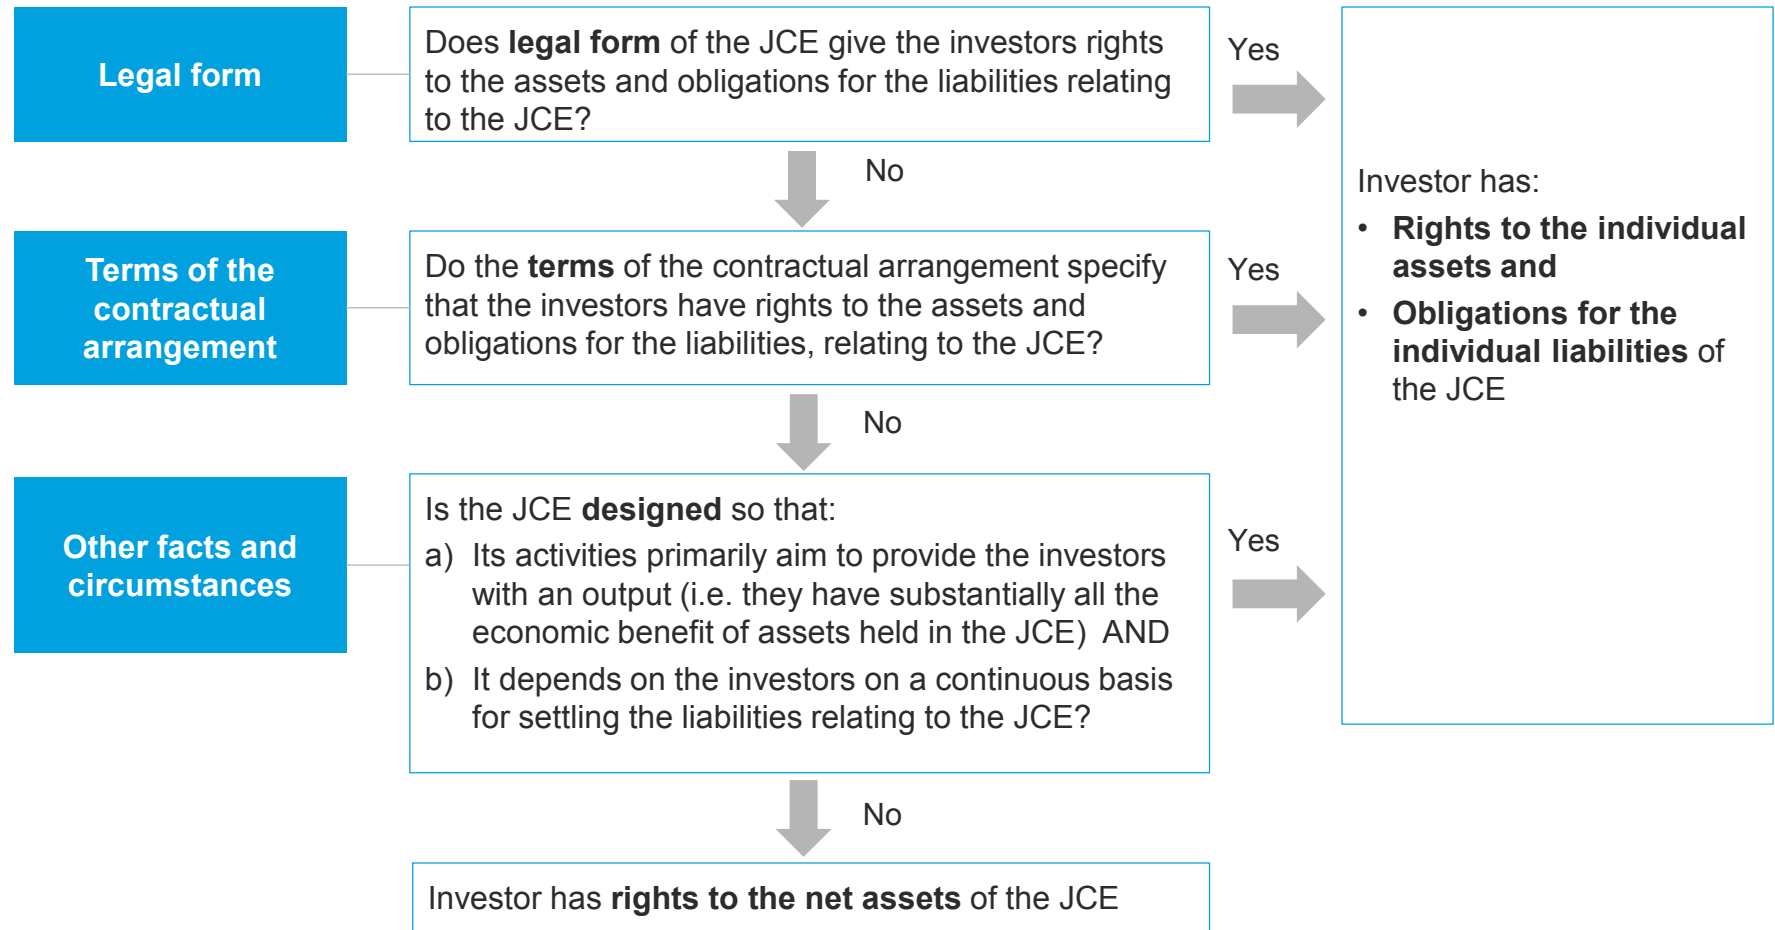 Legal form
Does legal form of the JCE give the investors rights
to the assets and obligations for the liabilities relating
to the JCE?
Yes
No
Terms of the
contractual
arrangement
Do the terms of the contractual arrangement specify
that the investors have rights to the assets and
obligations for the liabilities, relating to the JCE?
Yes
No
Other facts and
circumstances
Is the JCE designed so that:
a) Its activities primarily aim to provide the investors
with an output (i.e. they have substantially all the
economic benefit of assets held in the JCE) AND
b) It depends on the investors on a continuous basis
for settling the liabilities relating to the JCE?
Yes
No
Investor has:
• Rights to the individual
assets and
• Obligations for the
individual liabilities of
the JCE
Investor has rights to the net assets of the JCE